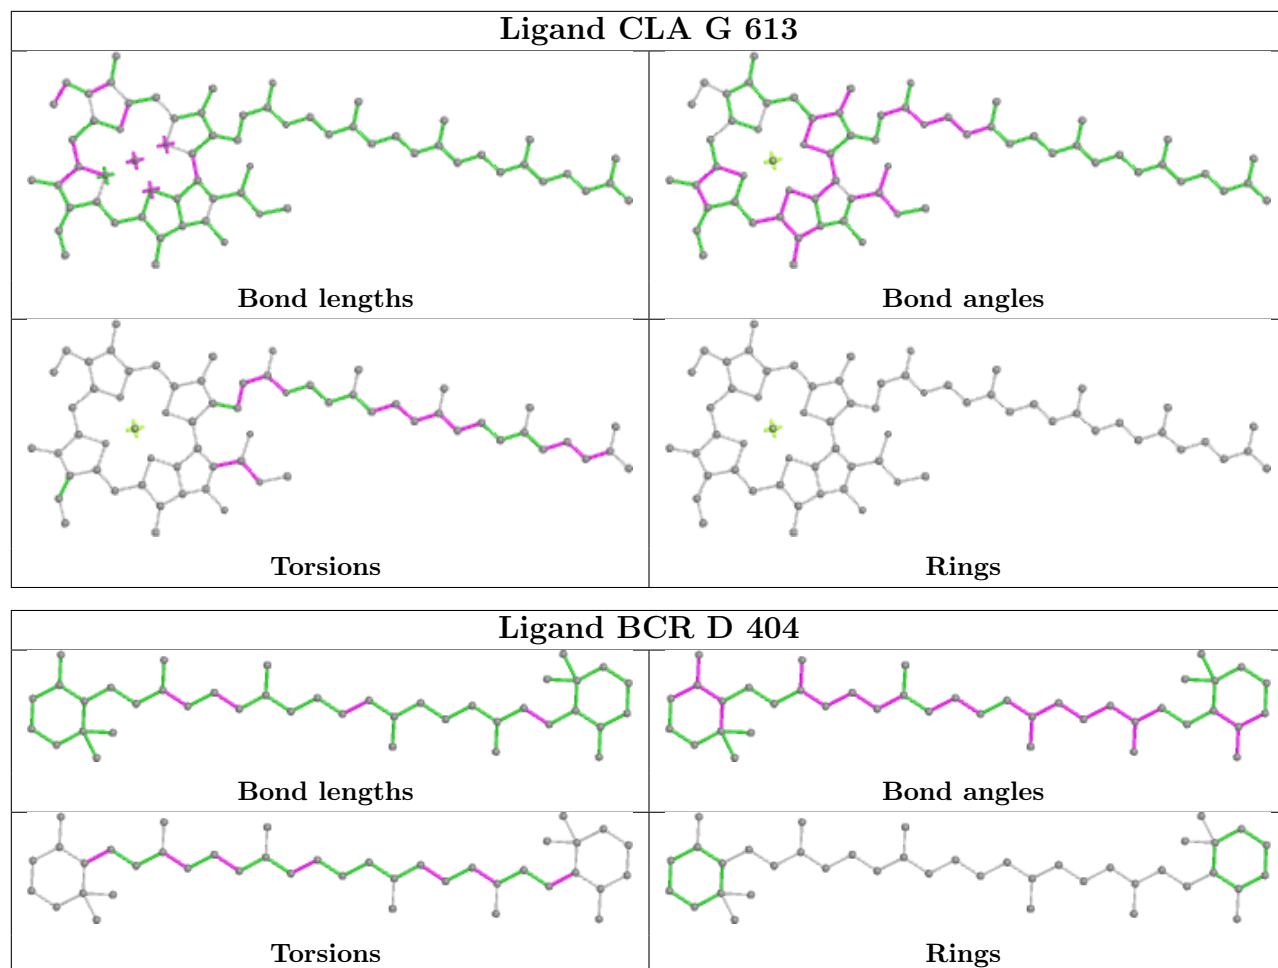 Ligand CLA G 613
Bond lengths
Bond angles
Torsions
Rings
Ligand BCR D 404
Bond lengths
Bond angles
Torsions
Rings